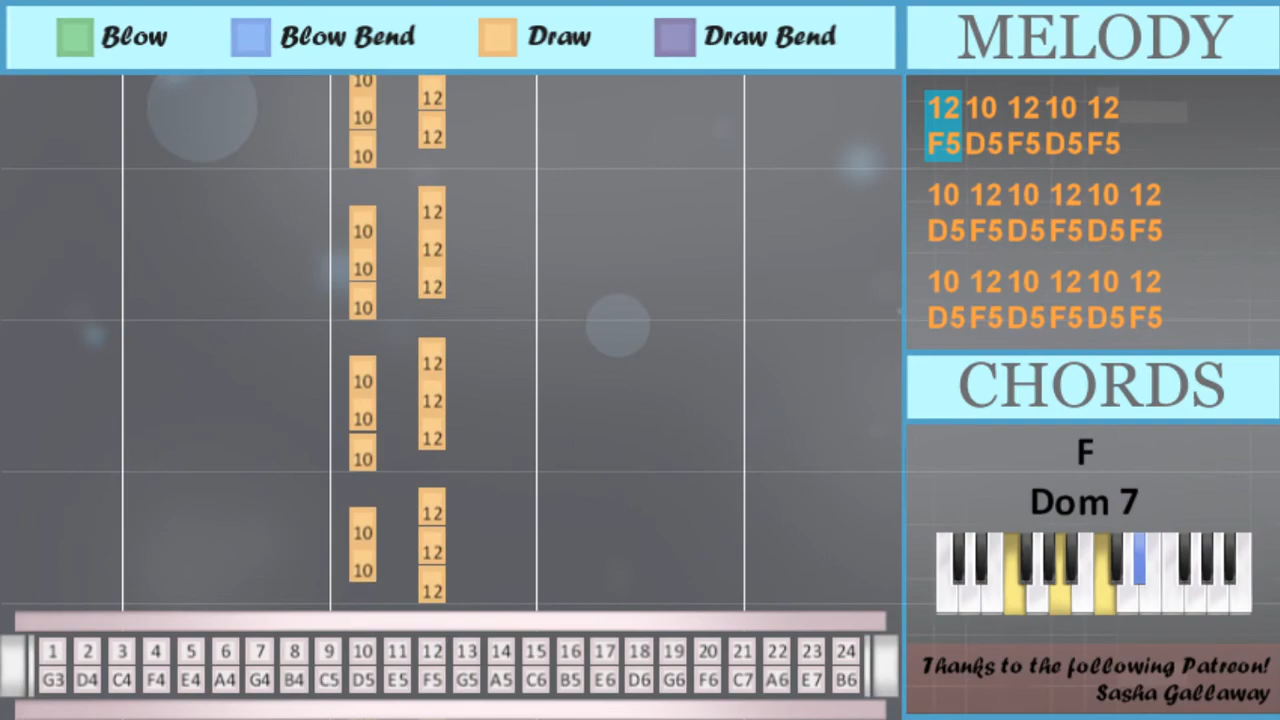 Blow Blow Bend Draw Draw Bend
MELODY
12 10 12 10 12
F5 D5 F5 D5 F5
10 12 10 12 10 12
D5 F5 D5 F5 D5 F5
10 12 10 12 10 12
D5 F5 D5 F5 D5 F5
CHORDS
F
Dom 7
Thanks to the following Patreon!
Sasha Gallaway
10
12
10
12
10
12
10
12
10
12
10
12
10
12
10
12
10
12
10
12
10
12
1 2 3 4 5 6 7 8 9 10 11 12 13 14 15 16 17 18 19 20 21 22 23 24
G3 D4 C4 F4 E4 A4 G4 B4 C5 D5 E5 F5 G5 A5 C6 B5 E6 D6 G6 F6 C7 A6 E7 B6